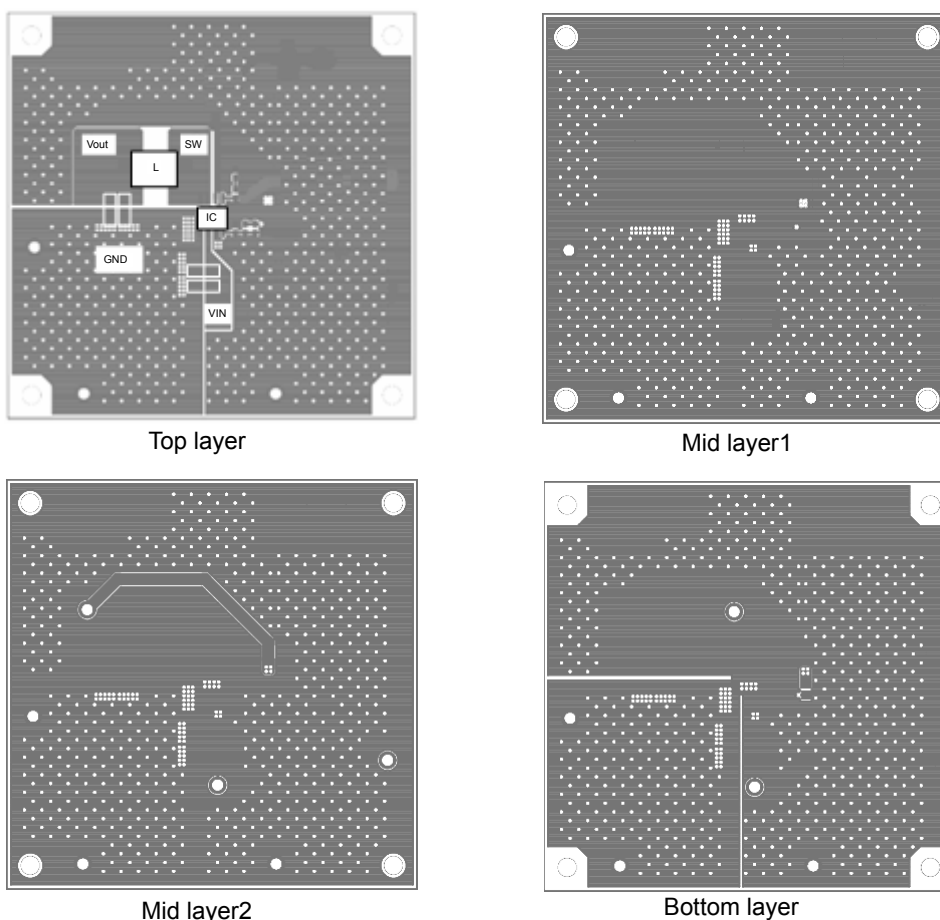 Vout
SW
L
IC
GND
VIN
Top layer
Mid layer1
Mid layer2
Bottom layer